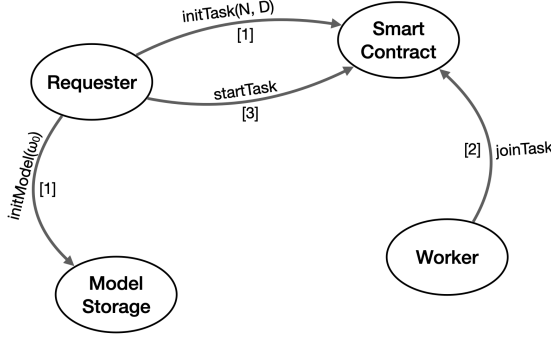 initTask(N, D)
[1]
Smart
Contract
Requester
startTask
[3]
initModel(ω₀)
[1]
[2]
joinTask
Worker
Model
Storage